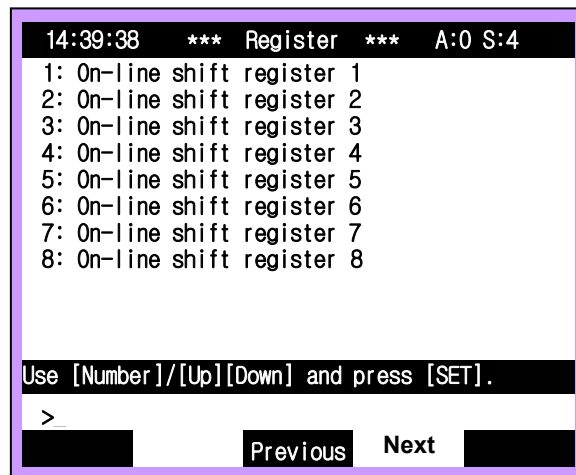 14:39:38 *** Register *** A:0 S:4
1: On-line shift register 1
2: On-line shift register 2
3: On-line shift register 3
4: On-line shift register 4
5: On-line shift register 5
6: On-line shift register 6
7: On-line shift register 7
8: On-line shift register 8
Use [Number]/[Up][Down] and press [SET].
>_
Previous Next